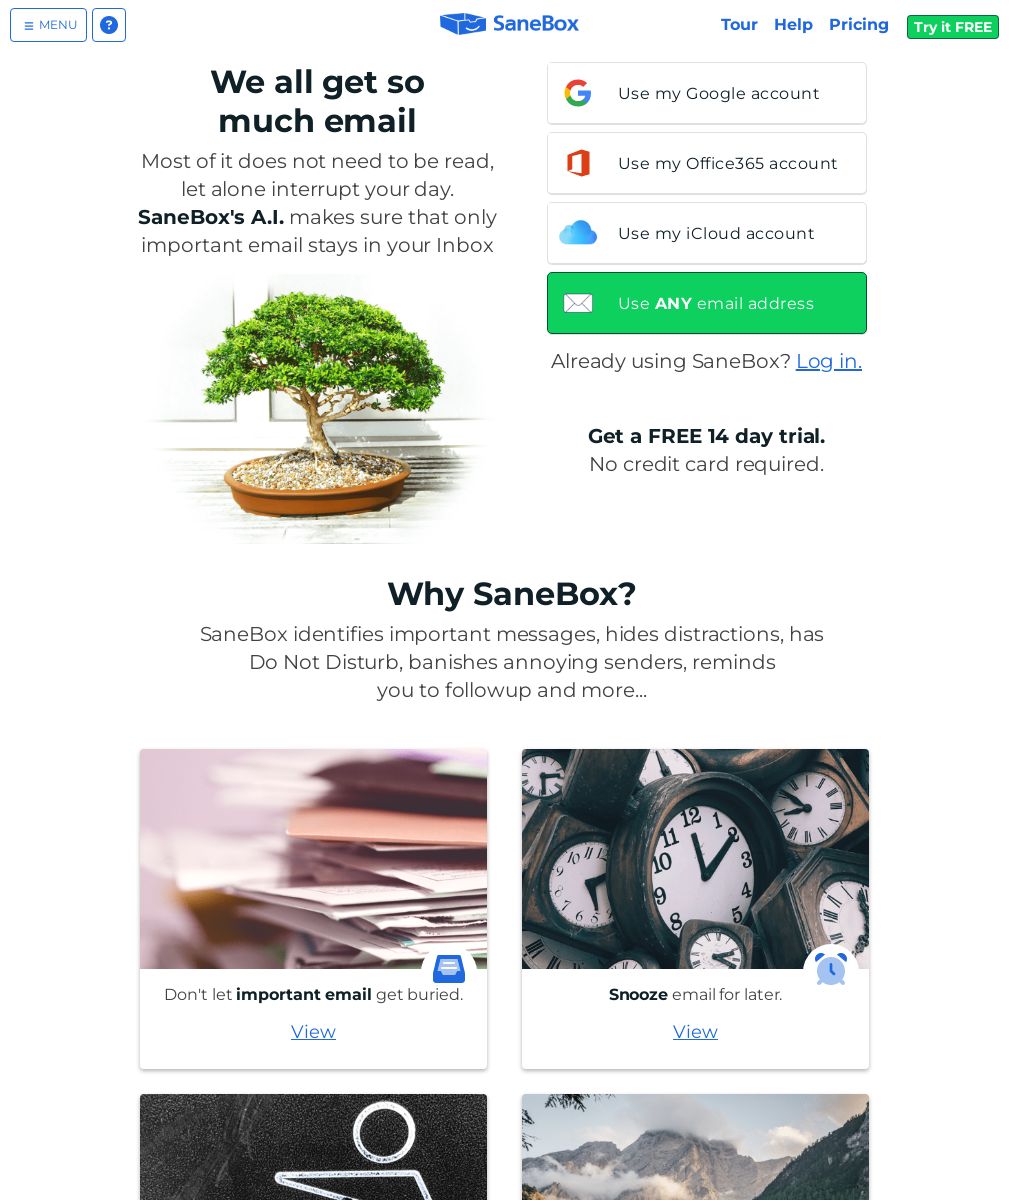 MENU
SaneBox
Tour
Help
Pricing
Try it FREE
We all get so
much email
Most of it does not need to be read,
let alone interrupt your day.
SaneBox's A.I. makes sure that only
important email stays in your Inbox
Use my Google account
Use my Office365 account
Use my iCloud account
Use ANY email address
Already using SaneBox? Log in.
Get a FREE 14 day trial.
No credit card required.
Why SaneBox?
SaneBox identifies important messages, hides distractions, has
Do Not Disturb, banishes annoying senders, reminds
you to followup and more...
Don't let important email get buried.
View
Snooze email for later.
View